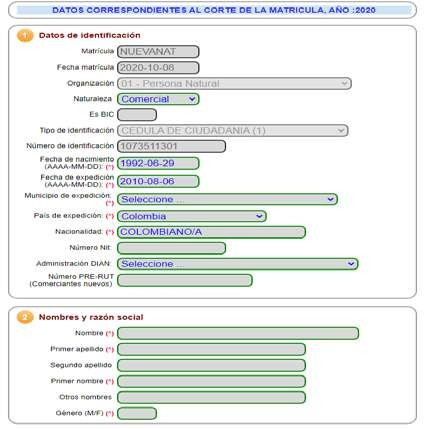 DATOS CORRESPONDIENTES AL CORTE DE LA MATRICULA, AÑO :2020
1 Datos de identificación
Matrícula NUEVANAT
Fecha matrícula 2020-10-08
Organización 01 - Persona Natural
Naturaleza Comercial
Es BIC
Tipo de identificación CEDULA DE CIUDADANIA (1)
Número de identificación 1073511301
Fecha de nacimiento
(AAAA-MM-DD): (*) 1992-06-29
Fecha de expedición
(AAAA-MM-DD): (*) 2010-08-06
Municipio de expedición:
(*) Seleccione ...
País de expedición: (*) Colombia
Nacionalidad: (*) COLOMBIANO/A
Número Nit:
Administración DIAN: Seleccione ...
Número PRE-RUT
(Comerciantes nuevos)
2 Nombres y razón social
Nombre (*)
Primer apellido (*)
Segundo apellido
Primer nombre (*)
Otros nombres
Género (M/F) (*)